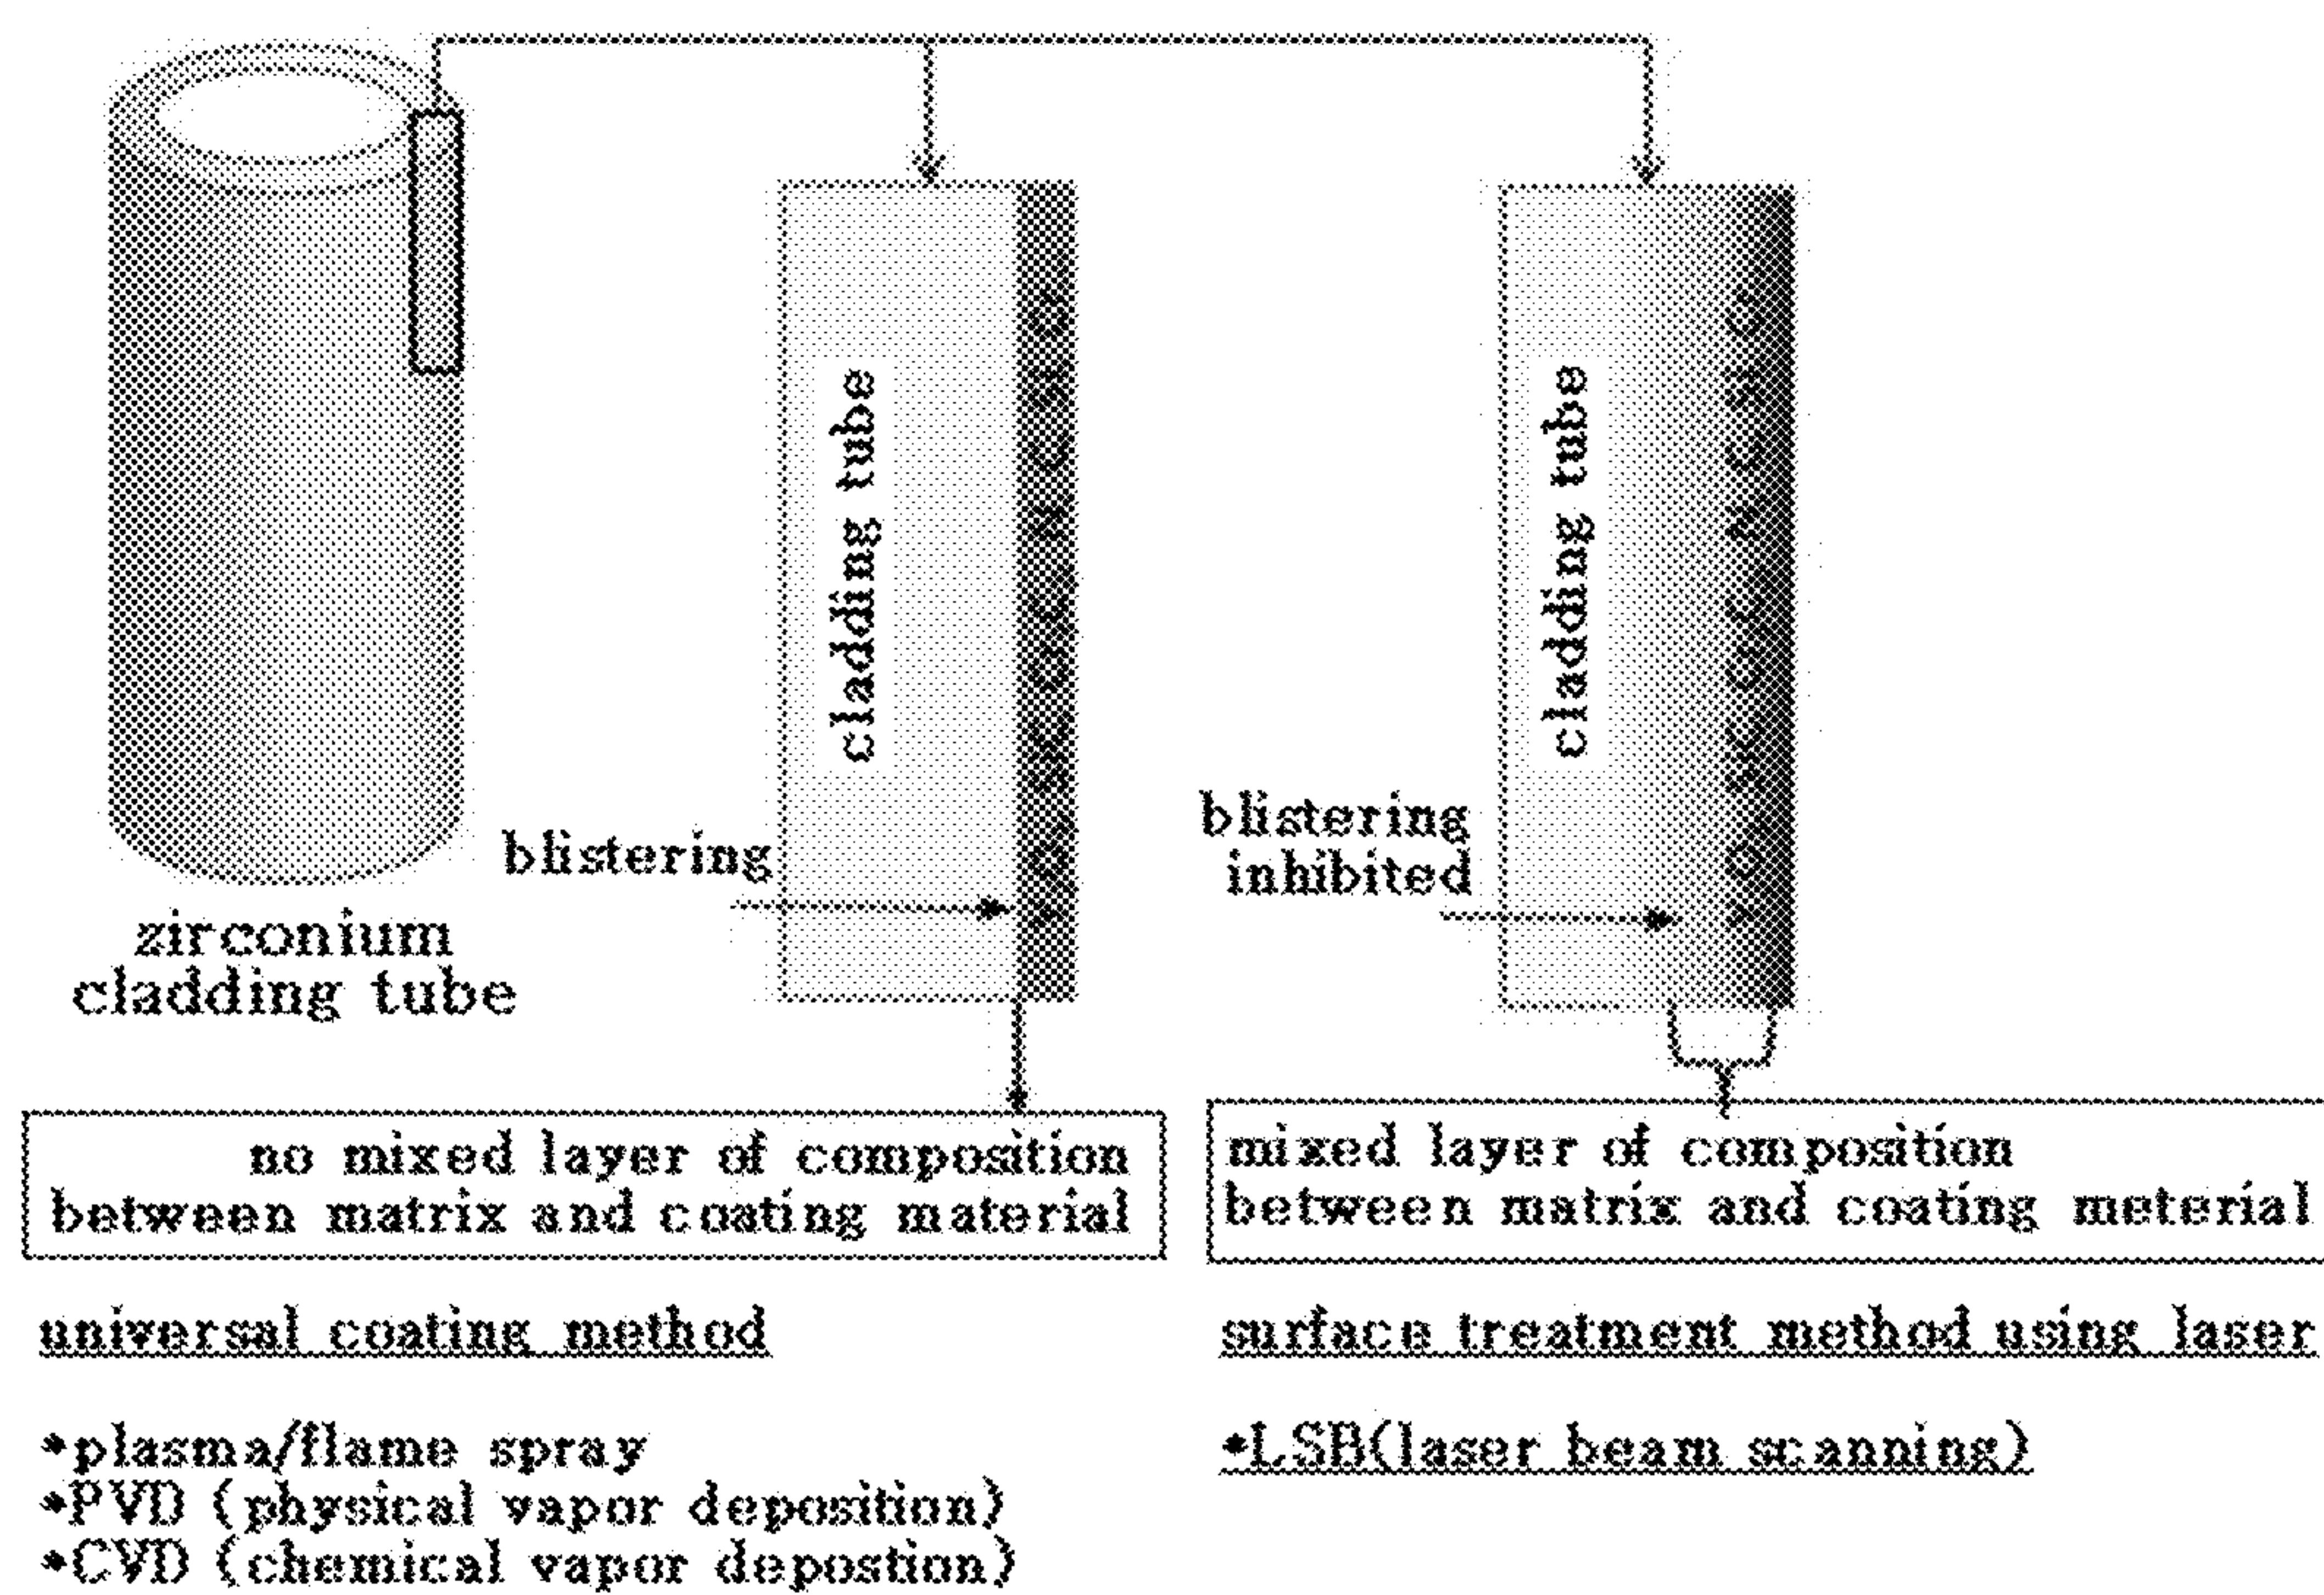 cladding tube
cladding tube
blistering
blistering
inhibited
zirconium
cladding tube
no mixed layer of composition
between matrix and coating material
mixed layer of composition
between matrix and coating meterial
universal coating method
surface treatment method using laser
*plasma/flame spray
*PVD (physical vapor deposition)
*CVD (chemical vapor depostion)
*LSB(laser beam scanning)